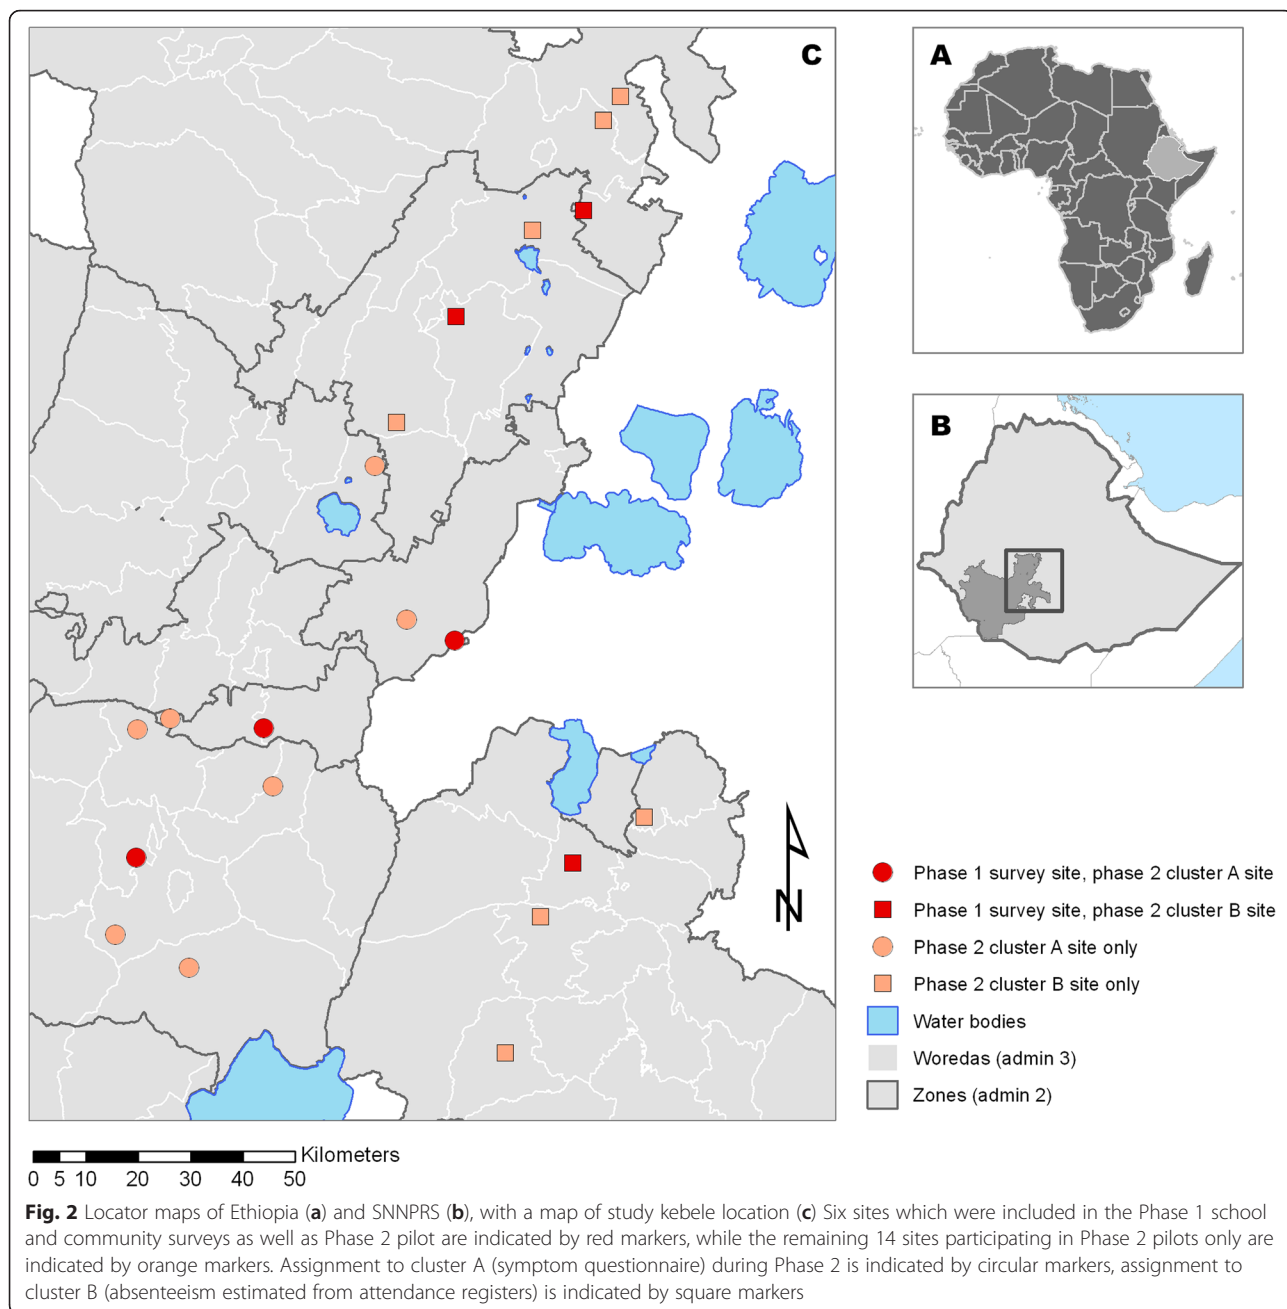 C
A
B
N
Phase 1 survey site, phase 2 cluster A site
Phase 1 survey site, phase 2 cluster B site
Phase 2 cluster A site only
Phase 2 cluster B site only
Water bodies
Woredas (admin 3)
Zones (admin 2)
Kilometers
0 5 10 20 30 40 50
Fig. 2 Locator maps of Ethiopia (a) and SNNPRS (b), with a map of study kebele location (c) Six sites which were included in the Phase 1 school
and community surveys as well as Phase 2 pilot are indicated by red markers, while the remaining 14 sites participating in Phase 2 pilots only are
indicated by orange markers. Assignment to cluster A (symptom questionnaire) during Phase 2 is indicated by circular markers, assignment to
cluster B (absenteeism estimated from attendance registers) is indicated by square markers